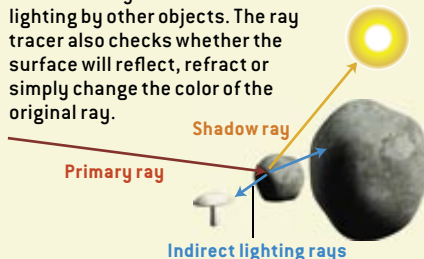 lighting by other objects. The ray
tracer also checks whether the
surface will reflect, refract or
simply change the color of the
original ray.
Shadow ray
Primary ray
Indirect lighting rays